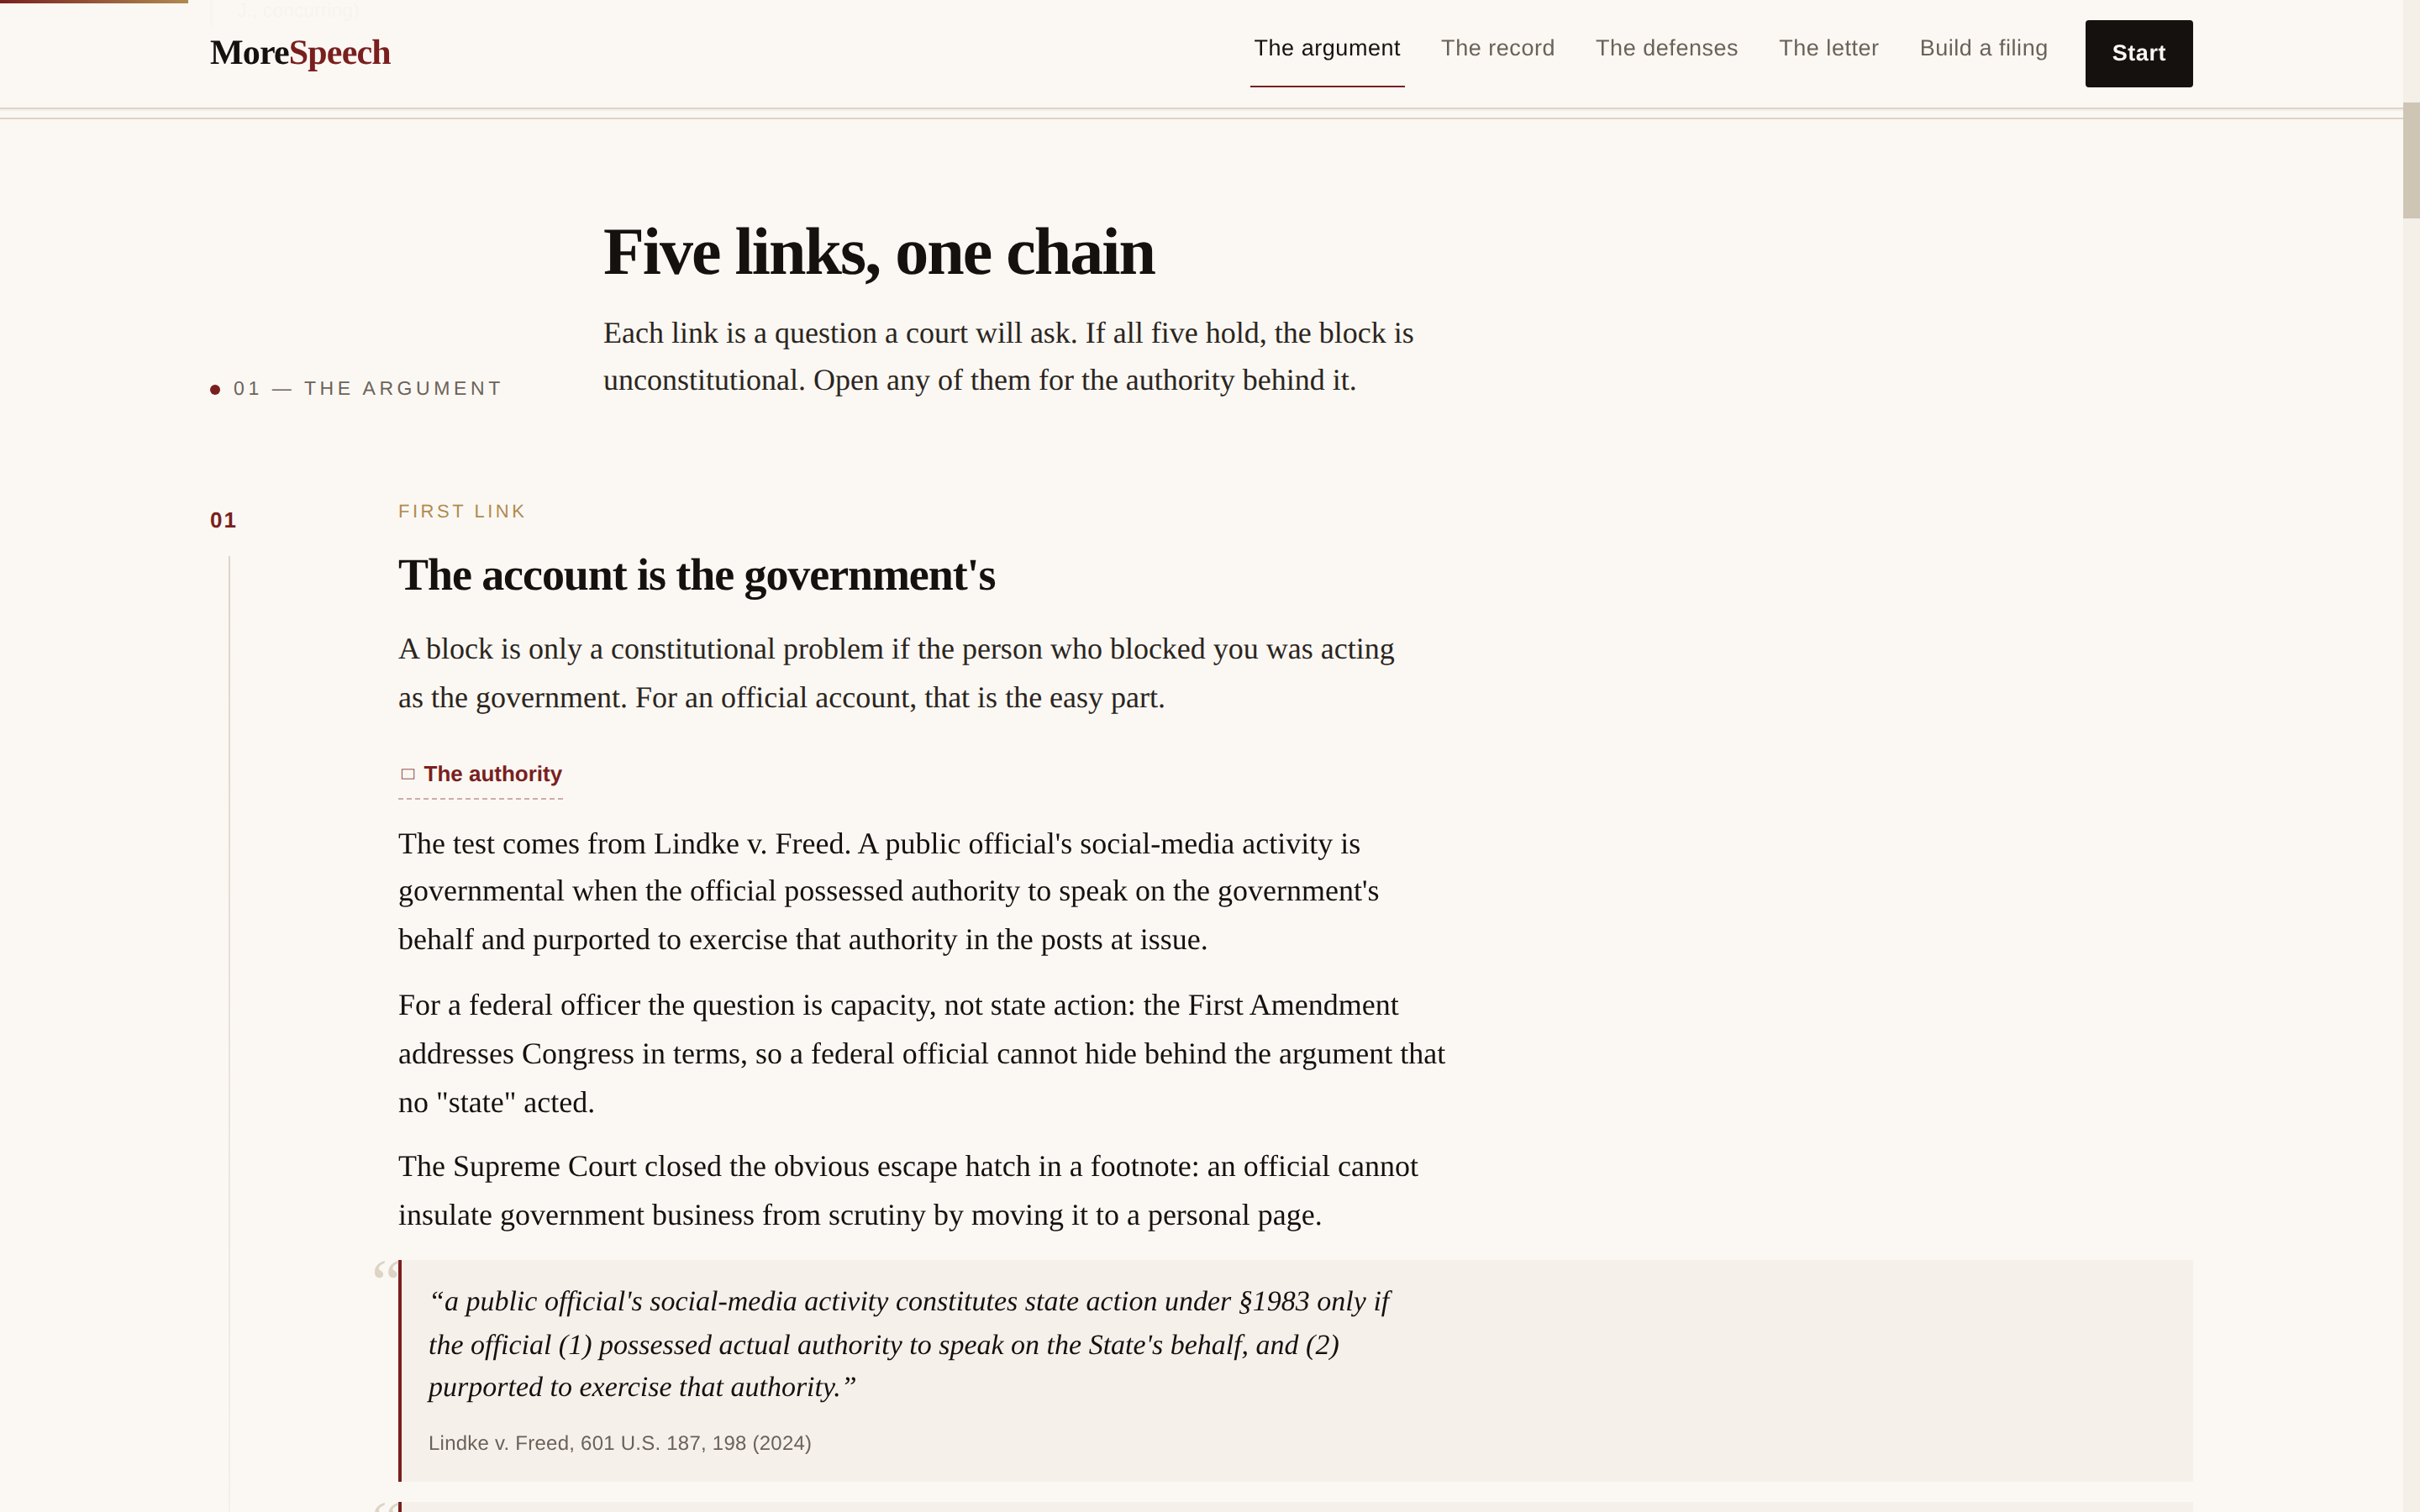 J., concurring)
MoreSpeech
The argument
The record
The defenses
The letter
Build a filing
Start
Five links, one chain
Each link is a question a court will ask. If all five hold, the block is
unconstitutional. Open any of them for the authority behind it.
01 — THE ARGUMENT
01
FIRST LINK
The account is the government's
A block is only a constitutional problem if the person who blocked you was acting
as the government. For an official account, that is the easy part.
The authority
The test comes from Lindke v. Freed. A public official's social-media activity is
governmental when the official possessed authority to speak on the government's
behalf and purported to exercise that authority in the posts at issue.
For a federal officer the question is capacity, not state action: the First Amendment
addresses Congress in terms, so a federal official cannot hide behind the argument that
no "state" acted.
The Supreme Court closed the obvious escape hatch in a footnote: an official cannot
insulate government business from scrutiny by moving it to a personal page.
“
“a public official's social-media activity constitutes state action under §1983 only if
the official (1) possessed actual authority to speak on the State's behalf, and (2)
purported to exercise that authority.”
Lindke v. Freed, 601 U.S. 187, 198 (2024)
“